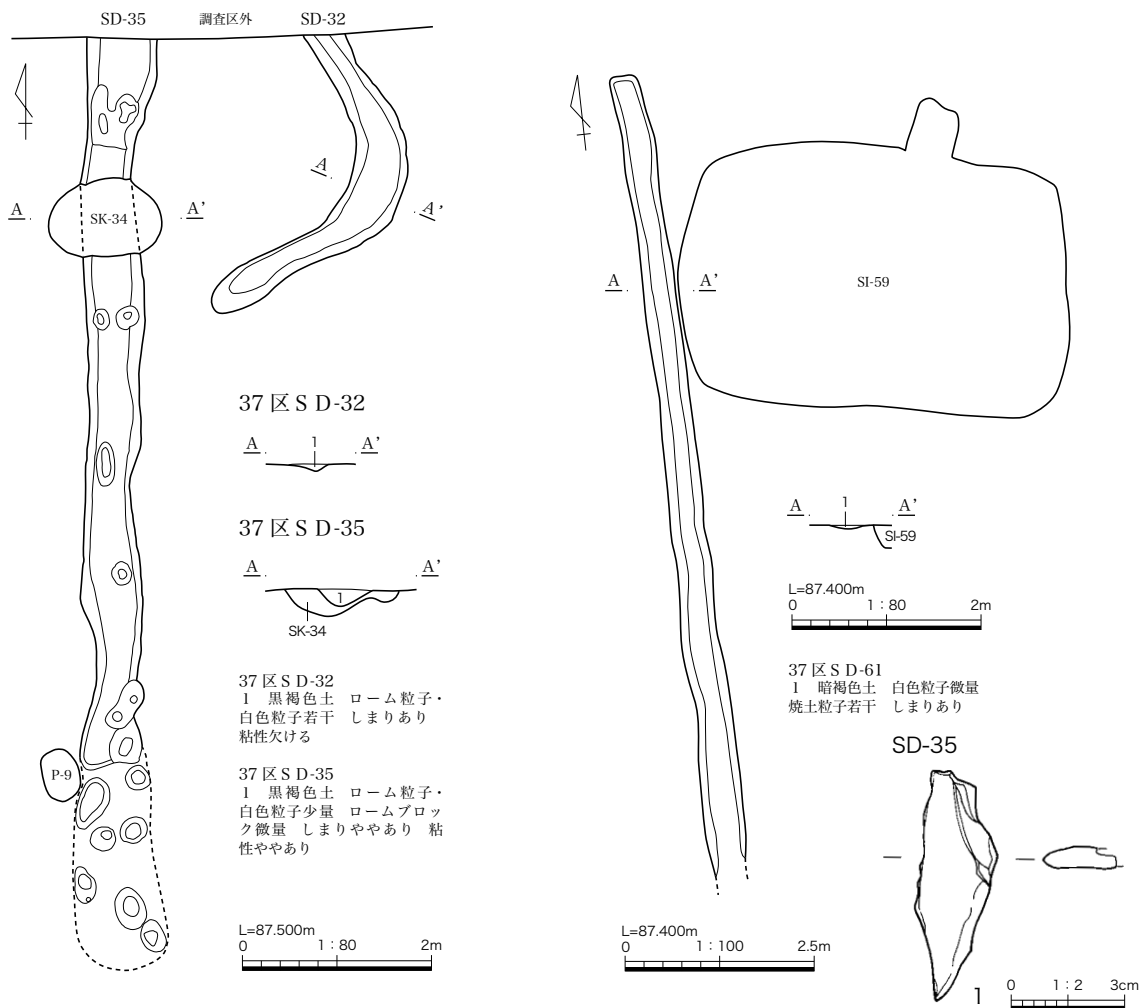 SD-35
調査区外
SD-32
A
A’
SK-34
A
A’
P-9
37 区 S D-32
A
1
A’
37 区 S D-35
A
A’
1
SK-34
37 区 S D-32
1　黒褐色土　ローム粒子・
白色粒子若干　しまりあり
粘性欠ける
37 区 S D-35
1　黒褐色土　ローム粒子・
白色粒子少量　ロームブロッ
ク微量　しまりややあり　粘
性ややあり
L=87.500m
0
1：80
2m
A
A’
SI-59
A
1
A’
SI-59
L=87.400m
0
1：80
2m
37 区 S D-61
1　暗褐色土　白色粒子微量
焼土粒子若干　しまりあり
L=87.400m
0
1：100
2.5m
SD-35
1
0
1：2
3cm